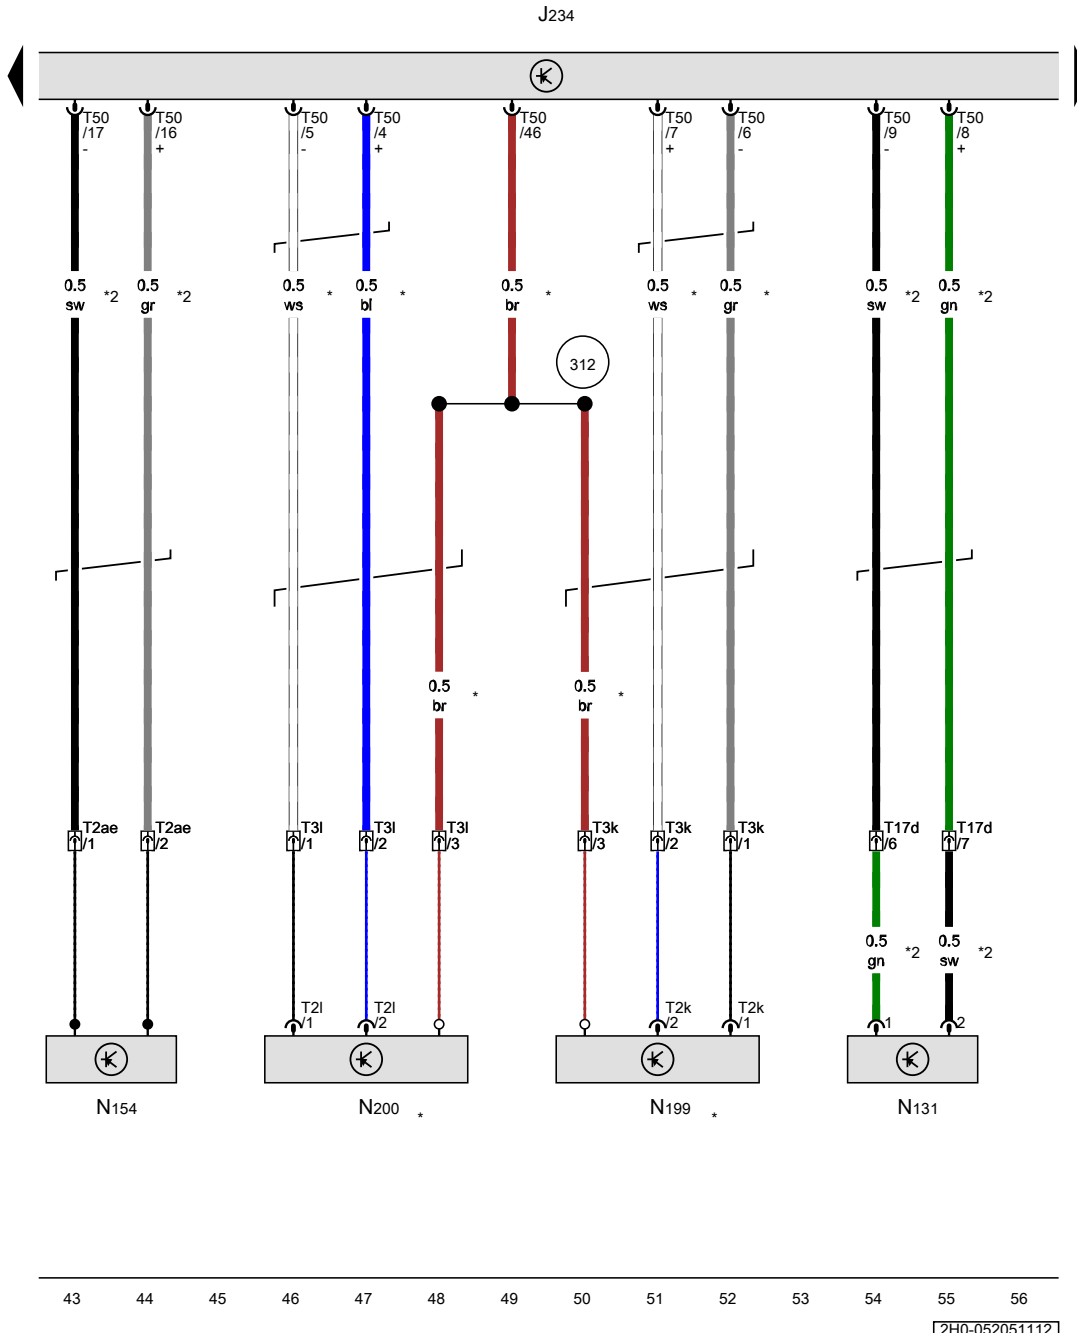 J234
T50 T50 T50 T50 T50 T50 T50 T50 T50
/17 /16 /5 /4 /46 /7 /6 /9 /8
- + - + + - - +
0.5 0.5 0.5 0.5 0.5 0.5 0.5 0.5 0.5
sw *2 gr *2 ws * bl * br * ws * gr * sw *2 gn *2
312
0.5 0.5
br * br *
T2ae T2ae T3l T3l T3l T3k T3k T3k T17d T17d
/1 /2 /1 /2 /3 /3 /2 /1 /6 /7
0.5 0.5
gn *2 sw *2
T2l T2l T2k T2k
/1 /2 /2 /1 1 2
N154 N200 * N199 * N131
43 44 45 46 47 48 49 50 51 52 53 54 55 56
2H0-052051112